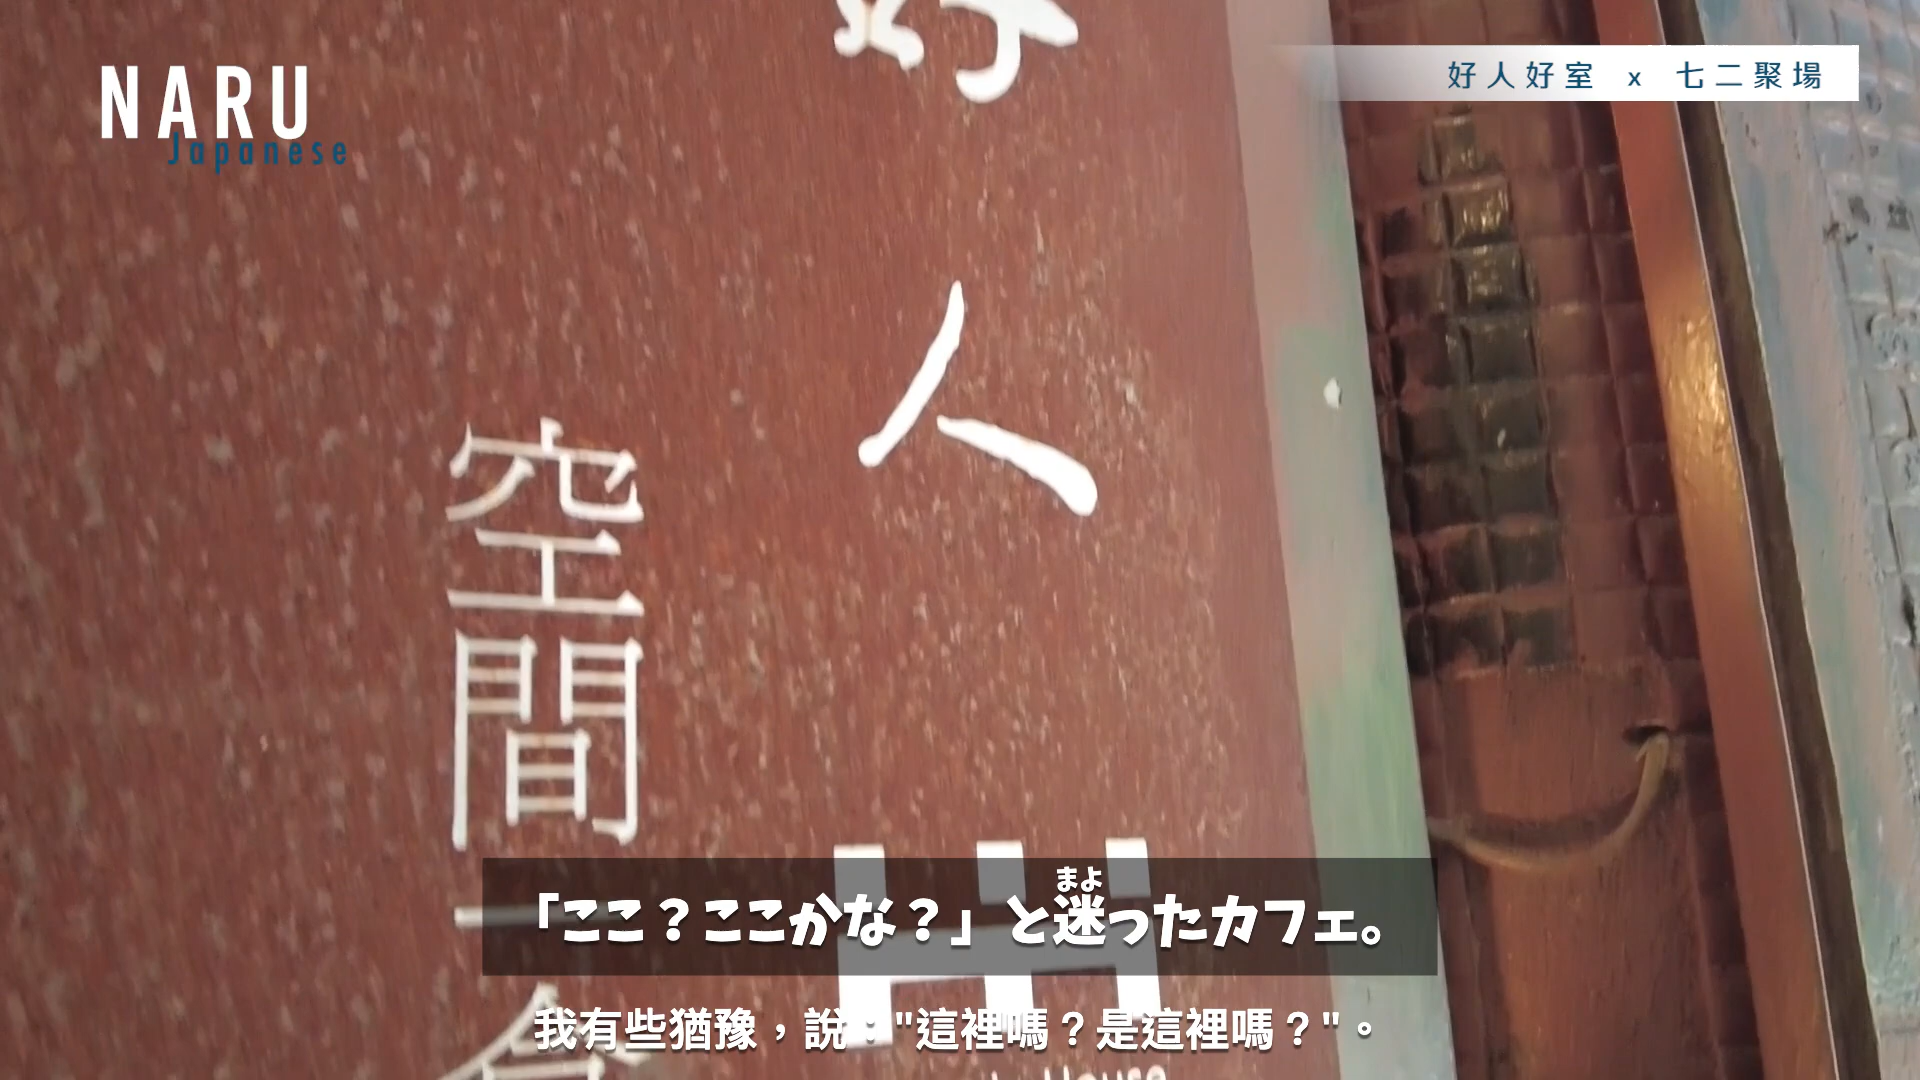 NARU
Japanese
好人好室 x 七二聚場
好人
空間
まよ
「ここ？ここかな？」と迷ったカフェ。
我有些猶豫，說："這裡嗎？是這裡嗎？"。
House